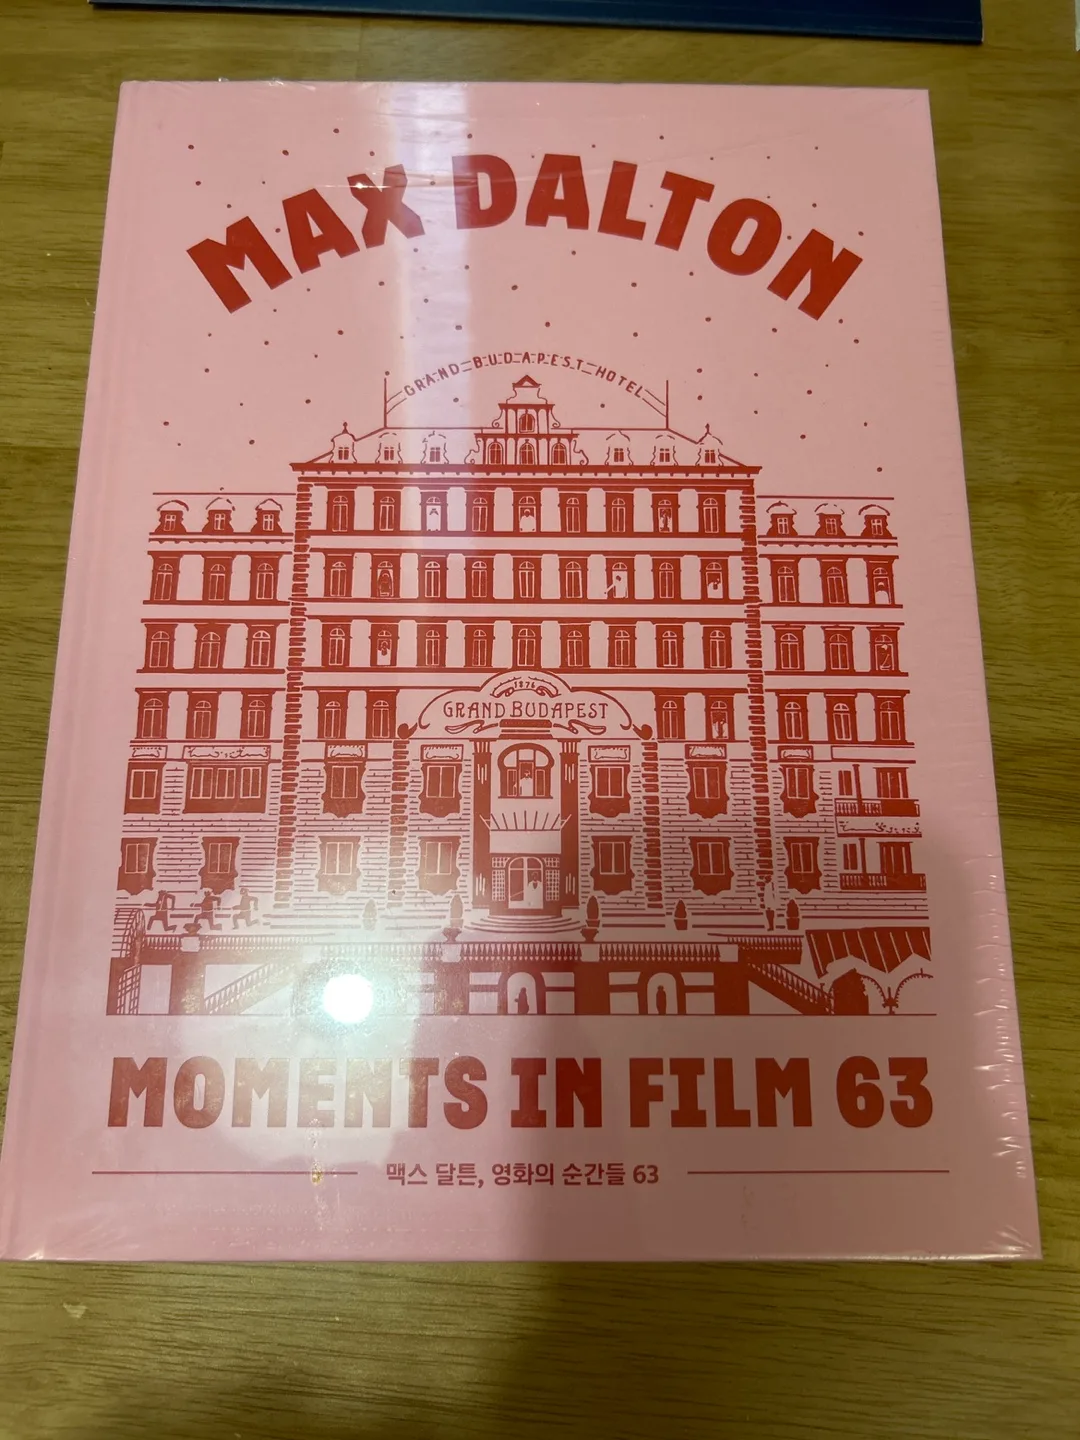 MAX DALTON
GRAND BUDAPEST HOTEL
1876
GRAND BUDAPEST
MOMENTS IN FILM 63
맥스 달튼, 영화의 순간들 63